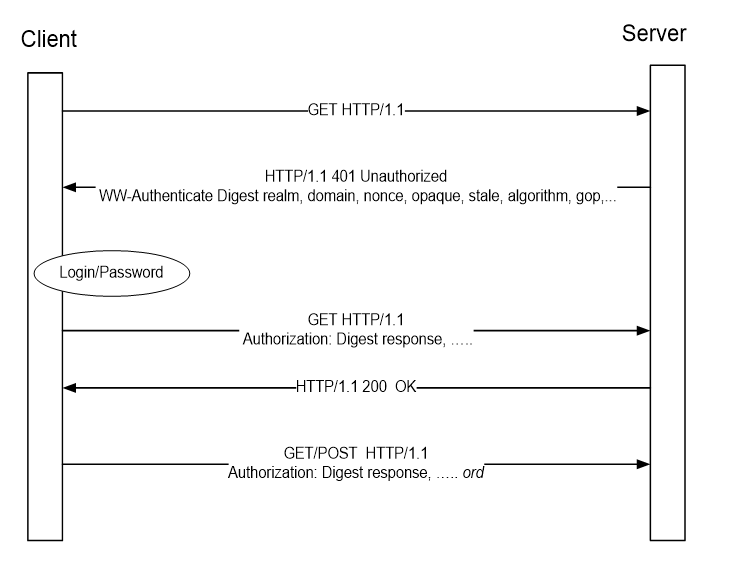 Client
Server
GET HTTP/1.1
HTTP/1.1 401 Unauthorized
WW-Authenticate Digest realm, domain, nonce, opaque, stale, algorithm, gop,...
Login/Password
GET HTTP/1.1
Authorization: Digest response, .....
HTTP/1.1 200 OK
GET/POST HTTP/1.1
Authorization: Digest response, ..... ord